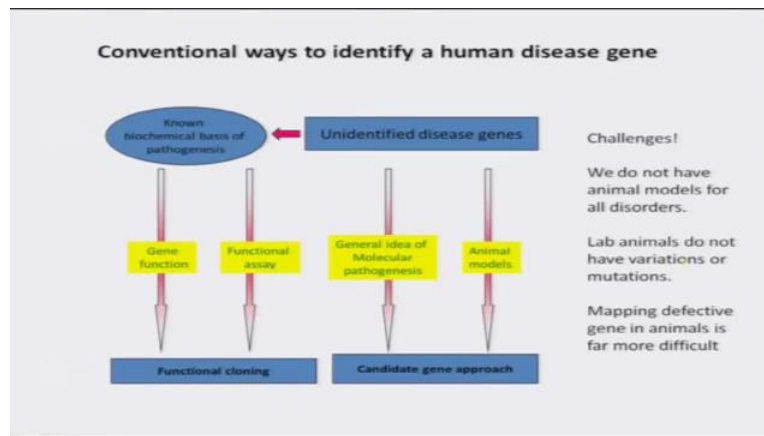 Conventional ways to identify a human disease gene
Known
biochemical basis of
pathogenesis
Unidentified disease genes
Gene
function
Functional
assay
General idea of
Molecular
pathogenesis
Animal
models
Functional cloning
Candidate gene approach
Challenges!
We do not have
animal models for
all disorders.
Lab animals do not
have variations or
mutations.
Mapping defective
gene in animals is
far more difficult